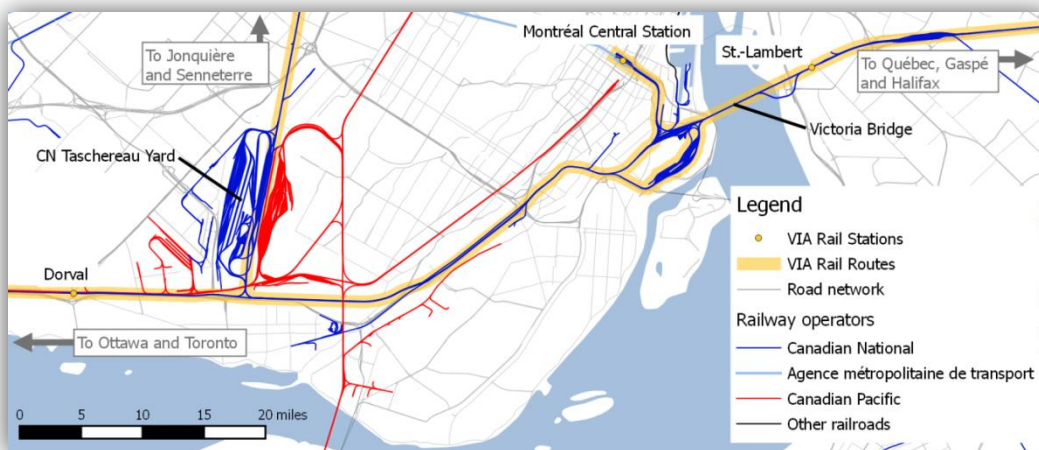 To Jonquière
and Senneterre
Montréal Central Station
St.-Lambert
To Québec, Gaspé
and Halifax
Victoria Bridge
CN Taschereau Yard
Dorval
To Ottawa and Toronto
0 5 10 15 20 miles
Legend
VIA Rail Stations
VIA Rail Routes
Road network
Railway operators
Canadian National
Agence métropolitaine de transport
Canadian Pacific
Other railroads